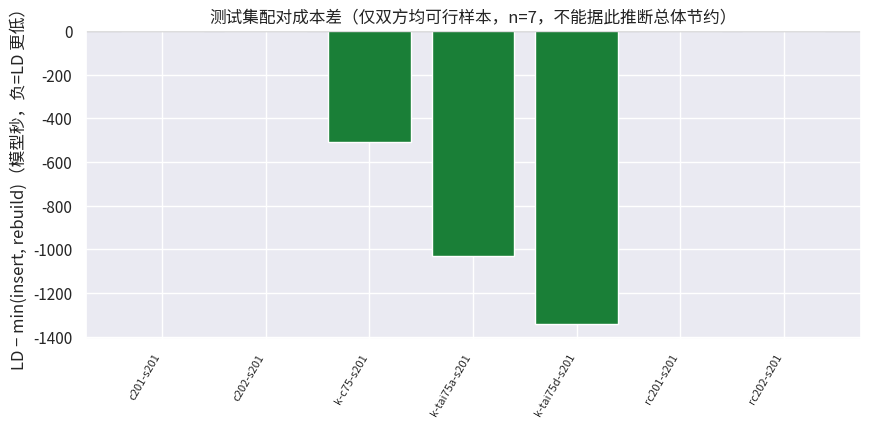 测试集配对成本差（仅双方均可行样本，n=7，不能据此推断总体节约）
LD − min(insert, rebuild)（模型秒，负=LD 更低）
0
-200
-400
-600
-800
-1000
-1200
-1400
c201-s201
c202-s201
k-c75-s201
k-tai75a-s201
k-tai75d-s201
rc201-s201
rc202-s201